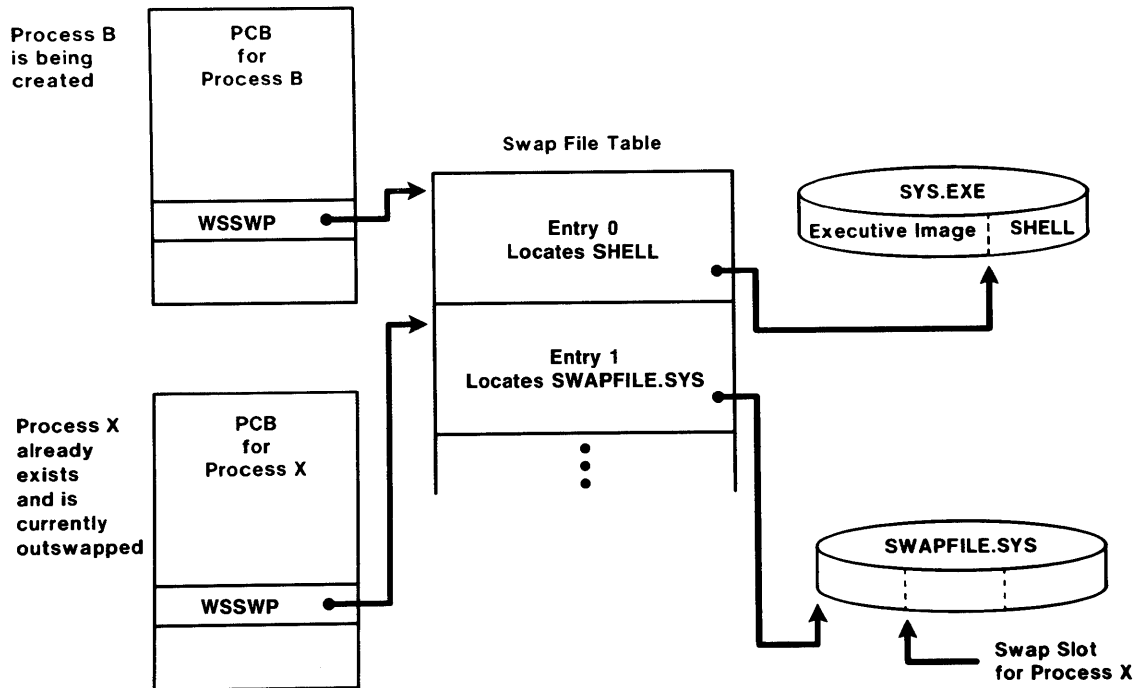 Process B
is being
created
PCB
for
Process B
WSSWP
Swap File Table
Entry 0
Locates SHELL
SYS.EXE
Executive Image
SHELL
Entry 1
Locates SWAPFILE.SYS
Process X
already
exists
and is
currently
outswapped
PCB
for
Process X
WSSWP
SWAPFILE.SYS
Swap Slot
for Process X